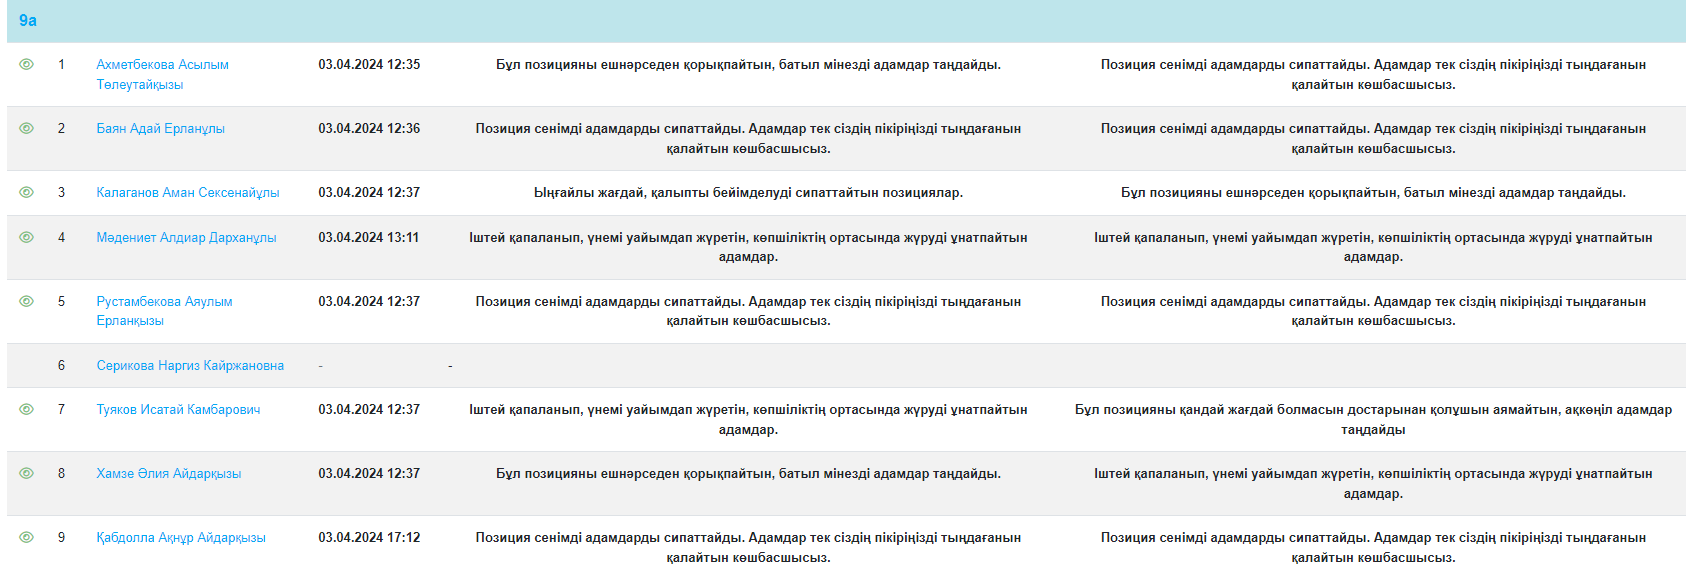 9а
1 Ахметбекова Асылым 03.04.2024 12:35 Бұл позицияны ешнәрседен қорықпайтын, батыл мінезді адамдар таңдайды. Позиция сенімді адамдарды сипаттайды. Адамдар тек сіздің пікіріңізді тыңдағанын
Төлеутайқызы қалайтын көшбасшысыз.
2 Баян Адай Ерланұлы 03.04.2024 12:36 Позиция сенімді адамдарды сипаттайды. Адамдар тек сіздің пікіріңізді тыңдағанын Позиция сенімді адамдарды сипаттайды. Адамдар тек сіздің пікіріңізді тыңдағанын
қалайтын көшбасшысыз. қалайтын көшбасшысыз.
3 Калаганов Аман Сексенайұлы 03.04.2024 12:37 Ыңғайлы жағдай, қалыпты бейімделуді сипаттайтын позициялар. Бұл позицияны ешнәрседен қорықпайтын, батыл мінезді адамдар таңдайды.
4 Мәдениет Алдиар Дарханұлы 03.04.2024 13:11 Іштей қапаланып, үнемі уайымдап жүретін, көпшіліктің ортасында жүруді ұнатпайтын Іштей қапаланып, үнемі уайымдап жүретін, көпшіліктің ортасында жүруді ұнатпайтын
адамдар. адамдар.
5 Рустамбекова Аяулым 03.04.2024 12:37 Позиция сенімді адамдарды сипаттайды. Адамдар тек сіздің пікіріңізді тыңдағанын Позиция сенімді адамдарды сипаттайды. Адамдар тек сіздің пікіріңізді тыңдағанын
Ерланқызы қалайтын көшбасшысыз. қалайтын көшбасшысыз.
6 Серикова Наргиз Кайржановна - -
7 Туяков Исатай Камбарович 03.04.2024 12:37 Іштей қапаланып, үнемі уайымдап жүретін, көпшіліктің ортасында жүруді ұнатпайтын Бұл позицияны қандай жағдай болмасын достарынан қолұшын аямайтын, ақкөңіл адамдар
адамдар. таңдайды
8 Хамзе Әлия Айдарқызы 03.04.2024 12:37 Бұл позицияны ешнәрседен қорықпайтын, батыл мінезді адамдар таңдайды. Іштей қапаланып, үнемі уайымдап жүретін, көпшіліктің ортасында жүруді ұнатпайтын
адамдар.
9 Қабдолла Ақнұр Айдарқызы 03.04.2024 17:12 Позиция сенімді адамдарды сипаттайды. Адамдар тек сіздің пікіріңізді тыңдағанын Позиция сенімді адамдарды сипаттайды. Адамдар тек сіздің пікіріңізді тыңдағанын
қалайтын көшбасшысыз. қалайтын көшбасшысыз.